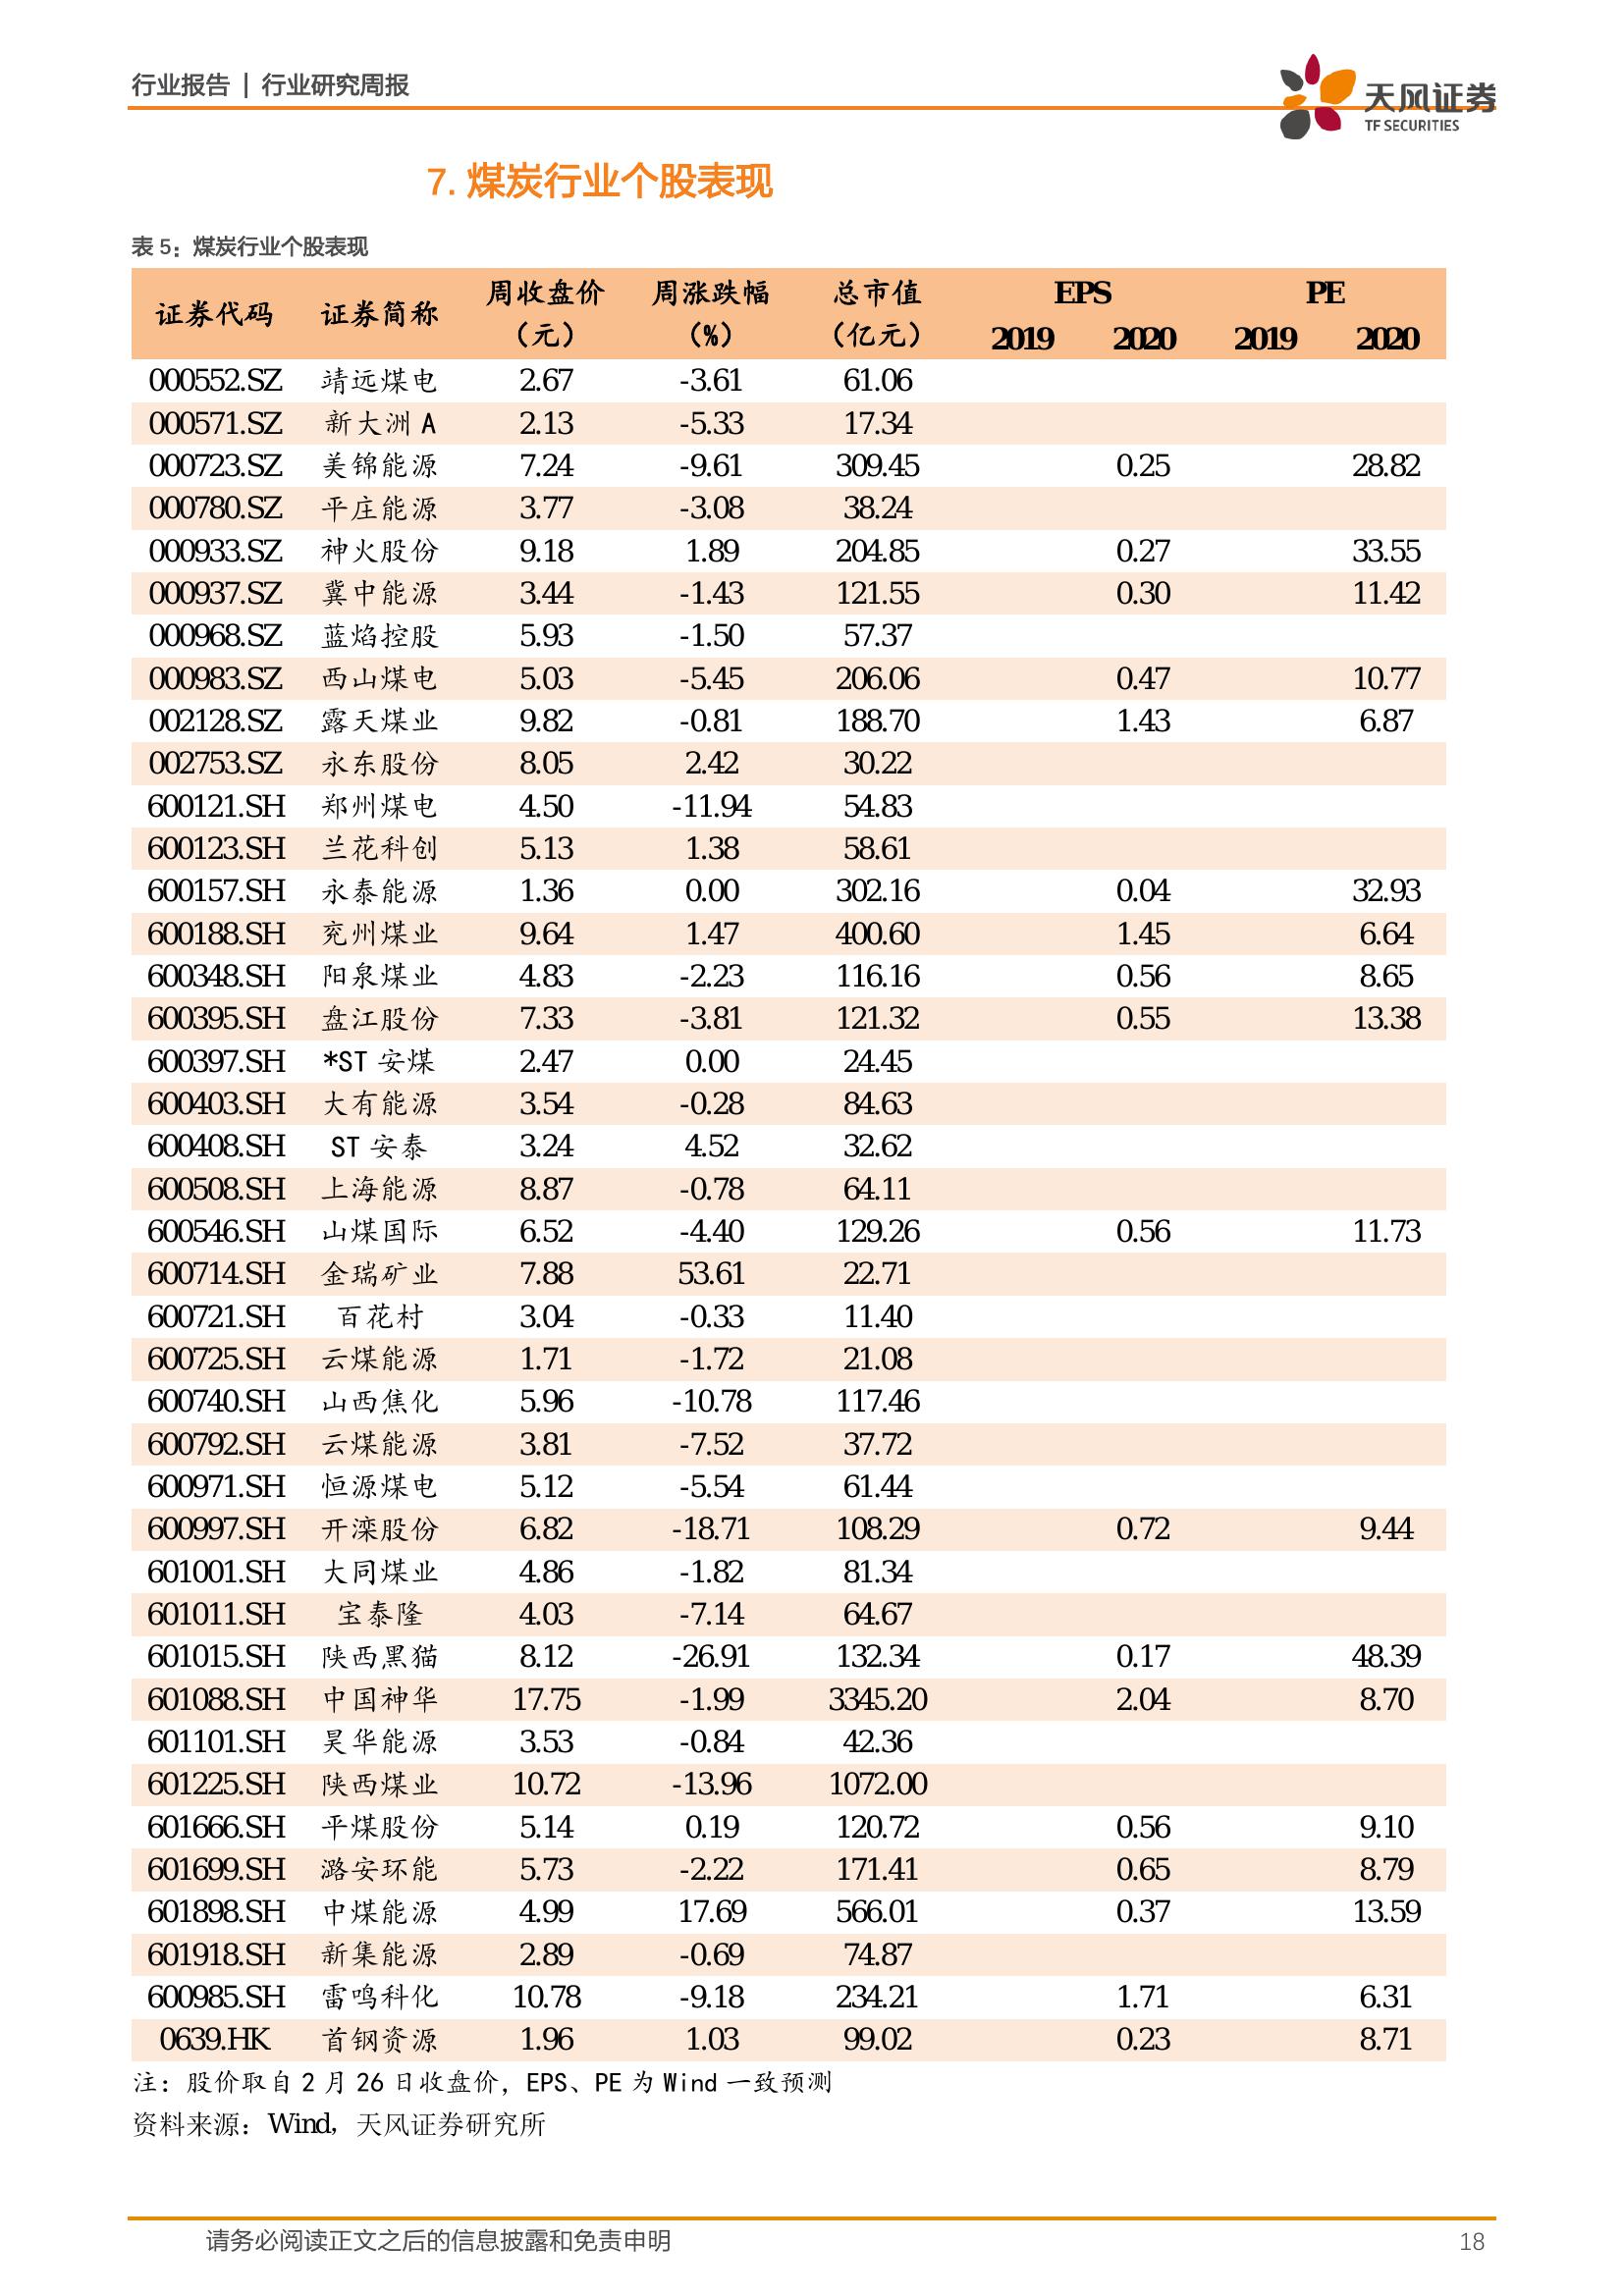 行业报告 | 行业研究周报
天风证券
TF SECURITIES
7. 煤炭行业个股表现
表 5：煤炭行业个股表现
证券代码 证券简称 周收盘价（元） 周涨跌幅（%） 总市值（亿元） EPS PE
2019 2020 2019 2020
000552.SZ 靖远煤电 2.67 -3.61 61.06
000571.SZ 新大洲 A 2.13 -5.33 17.34
000723.SZ 美锦能源 7.24 -9.61 309.45 0.25 28.82
000780.SZ 平庄能源 3.77 -3.08 38.24
000933.SZ 神火股份 9.18 1.89 204.85 0.27 33.55
000937.SZ 冀中能源 3.44 -1.43 121.55 0.30 11.42
000968.SZ 蓝焰控股 5.93 -1.50 57.37
000983.SZ 西山煤电 5.03 -5.45 206.06 0.47 10.77
002128.SZ 露天煤业 9.82 -0.81 188.70 1.43 6.87
002753.SZ 永东股份 8.05 2.42 30.22
600121.SH 郑州煤电 4.50 -11.94 54.83
600123.SH 兰花科创 5.13 1.38 58.61
600157.SH 永泰能源 1.36 0.00 302.16 0.04 32.93
600188.SH 兖州煤业 9.64 1.47 400.60 1.45 6.64
600348.SH 阳泉煤业 4.83 -2.23 116.16 0.56 8.65
600395.SH 盘江股份 7.33 -3.81 121.32 0.55 13.38
600397.SH *ST 安煤 2.47 0.00 24.45
600403.SH 大有能源 3.54 -0.28 84.63
600408.SH ST 安泰 3.24 4.52 32.62
600508.SH 上海能源 8.87 -0.78 64.11
600546.SH 山煤国际 6.52 -4.40 129.26 0.56 11.73
600714.SH 金瑞矿业 7.88 53.61 22.71
600721.SH 百花村 3.04 -0.33 11.40
600725.SH 云煤能源 1.71 -1.72 21.08
600740.SH 山西焦化 5.96 -10.78 117.46
600792.SH 云煤能源 3.81 -7.52 37.72
600971.SH 恒源煤电 5.12 -5.54 61.44
600997.SH 开滦股份 6.82 -18.71 108.29 0.72 9.44
601001.SH 大同煤业 4.86 -1.82 81.34
601011.SH 宝泰隆 4.03 -7.14 64.67
601015.SH 陕西黑猫 8.12 -26.91 132.34 0.17 48.39
601088.SH 中国神华 17.75 -1.99 3345.20 2.04 8.70
601101.SH 昊华能源 3.53 -0.84 42.36
601225.SH 陕西煤业 10.72 -13.96 1072.00
601666.SH 平煤股份 5.14 0.19 120.72 0.56 9.10
601699.SH 潞安环能 5.73 -2.22 171.41 0.65 8.79
601898.SH 中煤能源 4.99 17.69 566.01 0.37 13.59
601918.SH 新集能源 2.89 -0.69 74.87
600985.SH 雷鸣科化 10.78 -9.18 234.21 1.71 6.31
0639.HK 首钢资源 1.96 1.03 99.02 0.23 8.71
注：股价取自 2 月 26 日收盘价，EPS、PE 为 Wind 一致预测
资料来源：Wind，天风证券研究所
请务必阅读正文之后的信息披露和免责申明 18